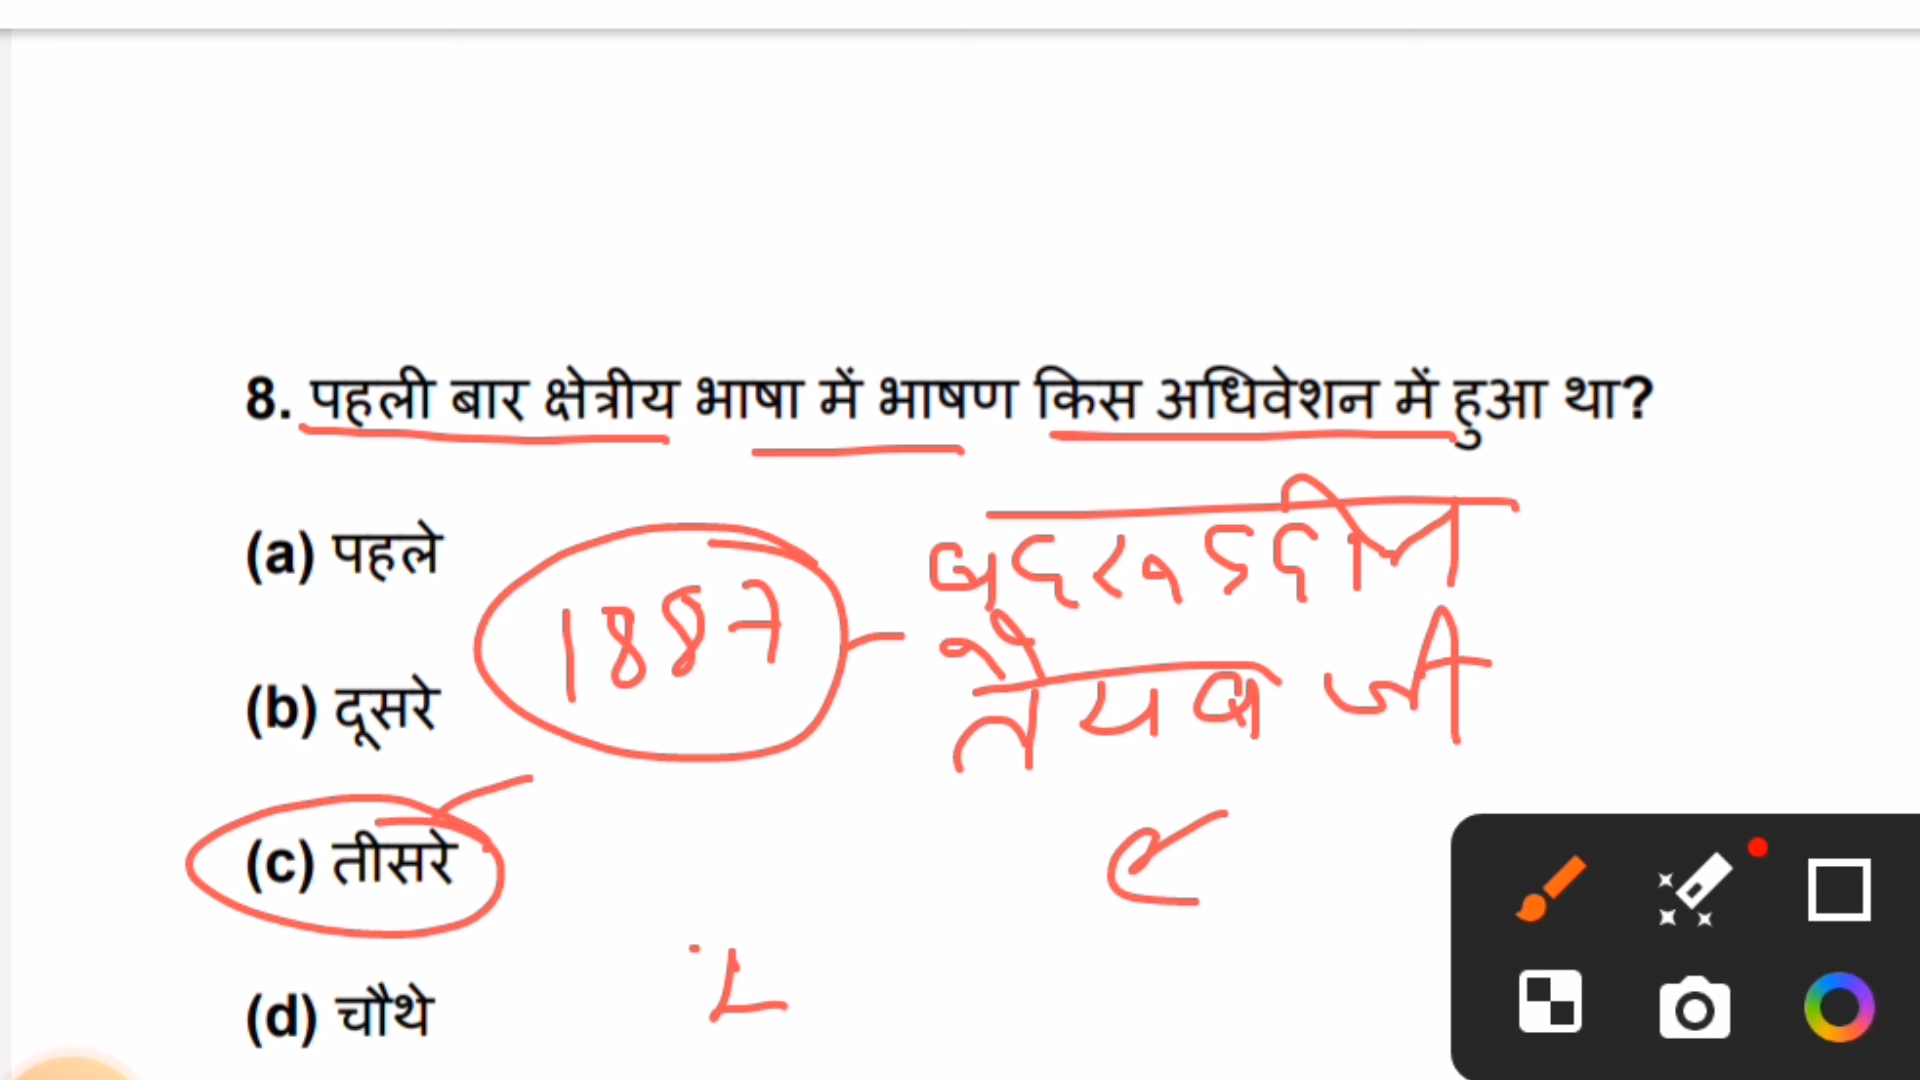 8. पहली बार क्षेत्रीय भाषा में भाषण किस अधिवेशन में हुआ था?
(a) पहले
1887
(b) दूसरे
(c) तीसरे
(d) चौथे